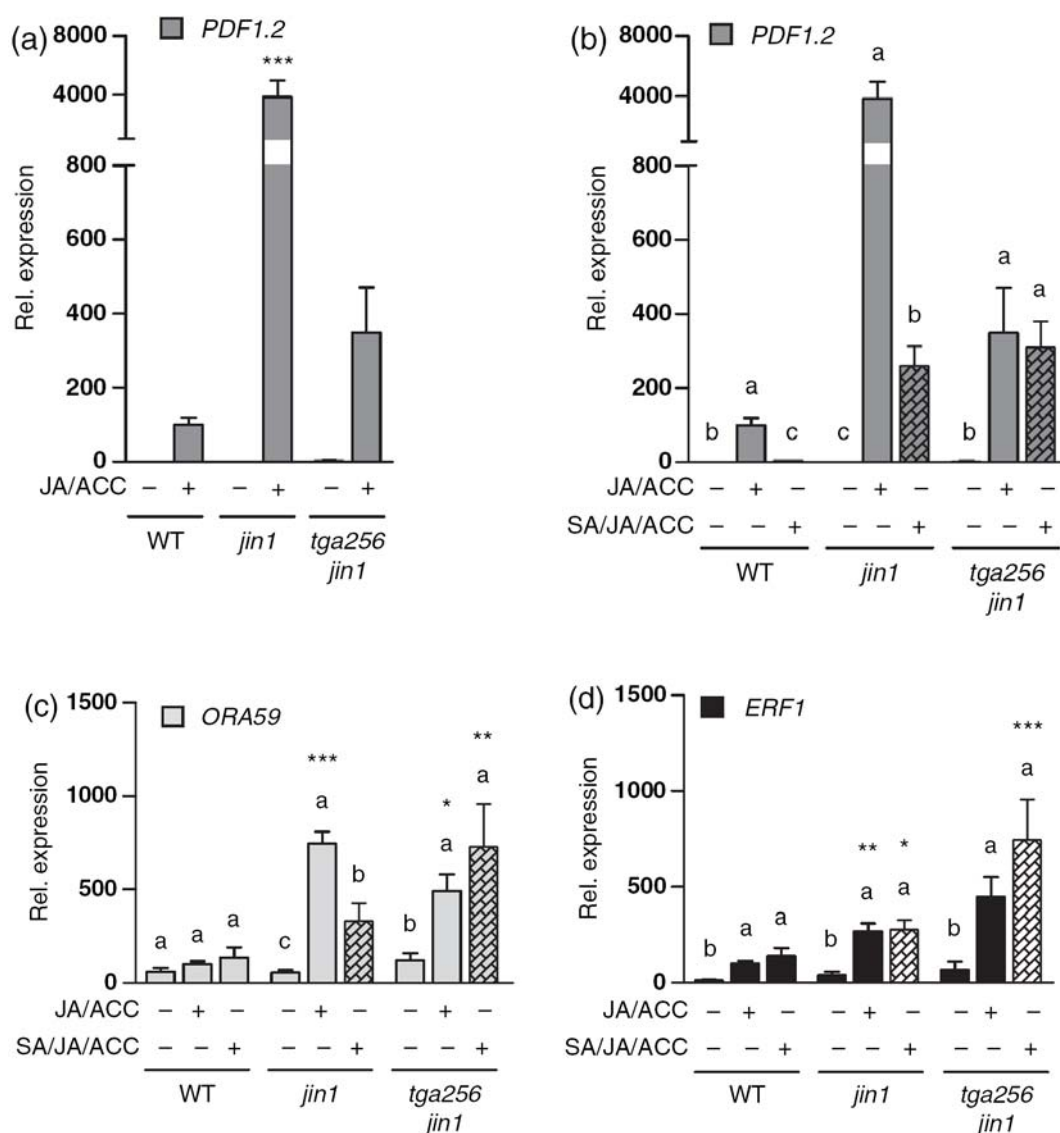 (a)
PDF1.2
8000
***
4000
800
600
400
200
0
Rel. expression
JA/ACC – + – + – +
WT jin1 tga256
jin1
(b)
PDF1.2
8000
a
4000
800
600
400
200
0
Rel. expression
a
a
b
b a c c b
JA/ACC – + – – + – – + –
SA/JA/ACC – – + – – + – – +
WT jin1 tga256
jin1
(c)
ORA59
1500
1000
500
0
Rel. expression
*** * **
a a a c a b b a a
JA/ACC – + – – + – – + –
SA/JA/ACC – – + – – + – – +
WT jin1 tga256
jin1
(d)
ERF1
1500
1000
500
0
Rel. expression
** * ***
b a a b a a b a a
JA/ACC – + – – + – – + –
SA/JA/ACC – – + – – + – – +
WT jin1 tga256
jin1